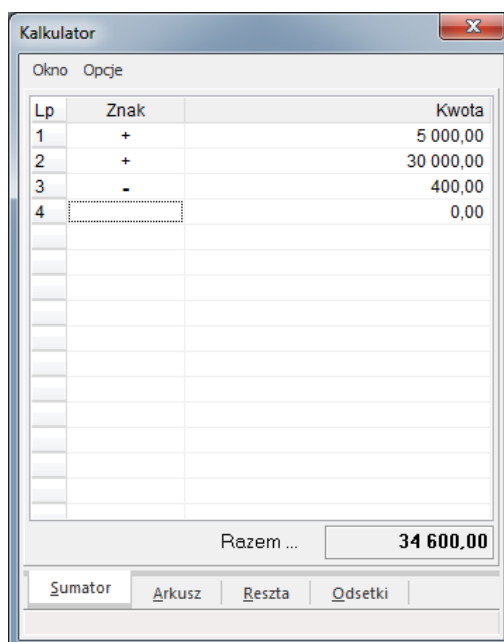 Kalkulator
Okno Opcje
Lp Znak Kwota
1 + 5 000,00
2 + 30 000,00
3 - 400,00
4 0,00
Razem ... 34 600,00
Sumator Arkusz Reszta Odsetki